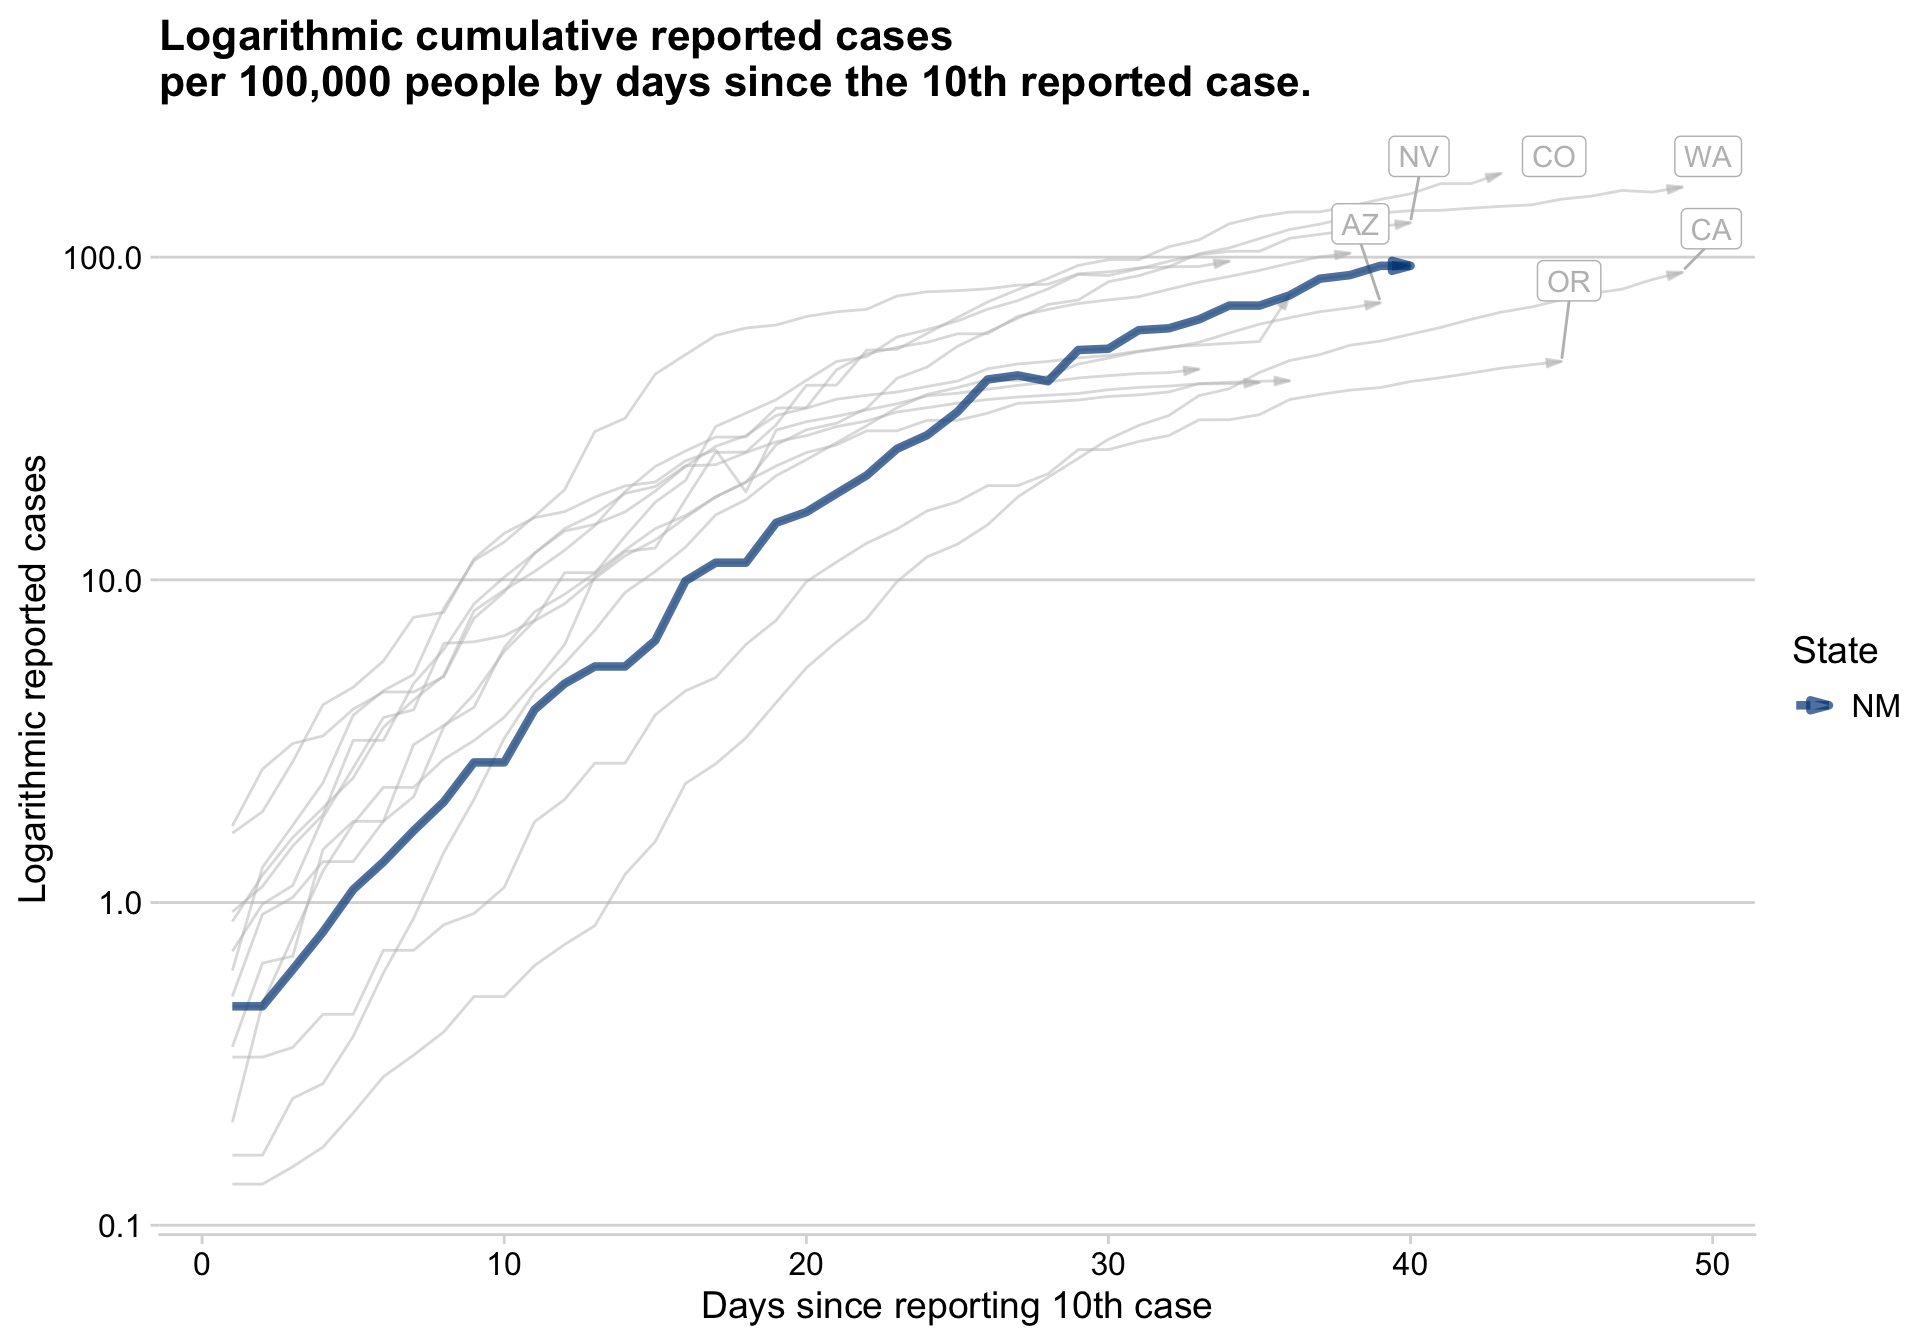 Logarithmic cumulative reported cases
per 100,000 people by days since the 10th reported case.
NV
CO
WA
AZ
CA
OR
100.0
10.0
1.0
0.1
Logarithmic reported cases
State
NM
0
10
20
30
40
50
Days since reporting 10th case